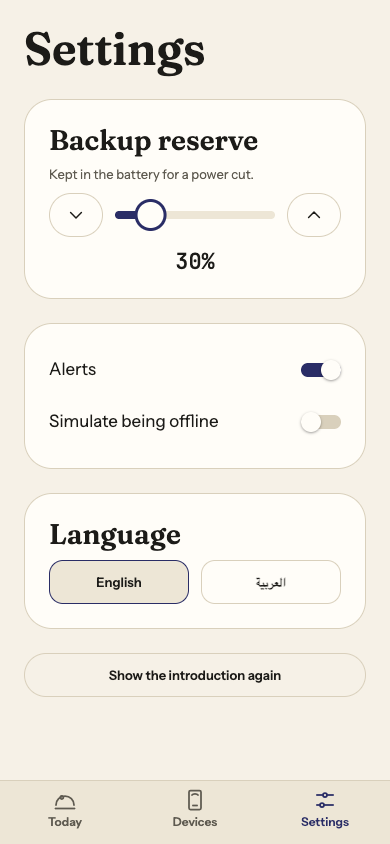 Settings
Backup reserve
Kept in the battery for a power cut.
30%
Alerts
Simulate being offline
Language
English
العربية
Show the introduction again
Today
Devices
Settings